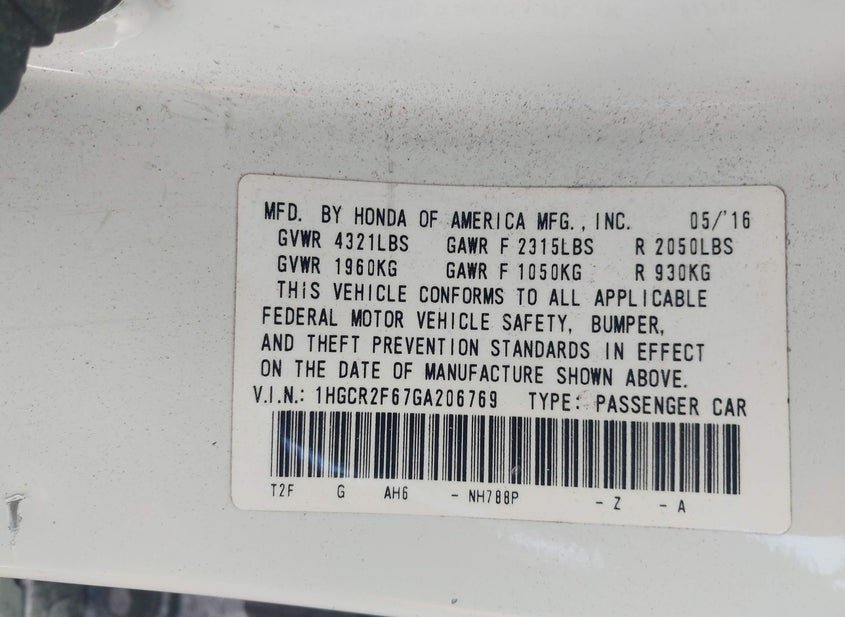 MFD. BY HONDA OF AMERICA MFG., INC. 05/'16
GVWR 4321LBS GAWR F 2315LBS R 2050LBS
GVWR 1960KG GAWR F 1050KG R 930KG
THIS VEHICLE CONFORMS TO ALL APPLICABLE
FEDERAL MOTOR VEHICLE SAFETY, BUMPER,
AND THEFT PREVENTION STANDARDS IN EFFECT
ON THE DATE OF MANUFACTURE SHOWN ABOVE.
V.I.N.: 1HGCR2F67GA206769 TYPE: PASSENGER CAR
T2F G AH6 - NH788P - Z - A